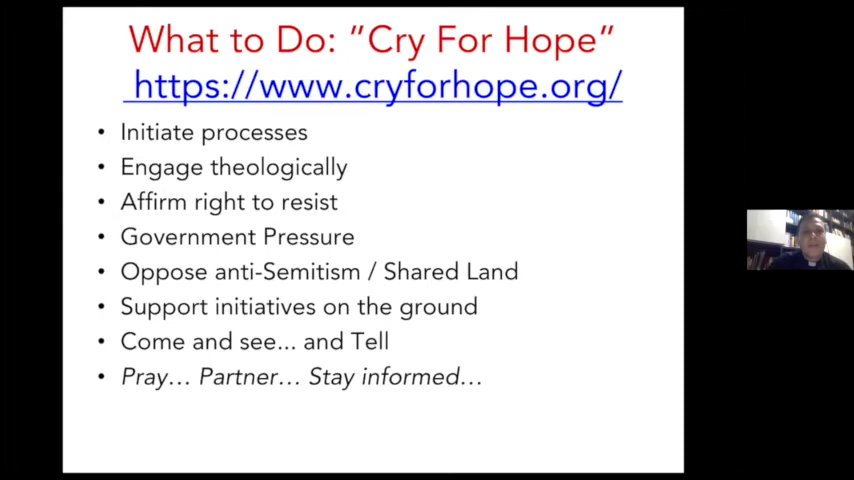 What to Do: "Cry For Hope"
https://www.cryforhope.org/
• Initiate processes
• Engage theologically
• Affirm right to resist
• Government Pressure
• Oppose anti-Semitism / Shared Land
• Support initiatives on the ground
• Come and see... and Tell
• Pray… Partner… Stay informed…